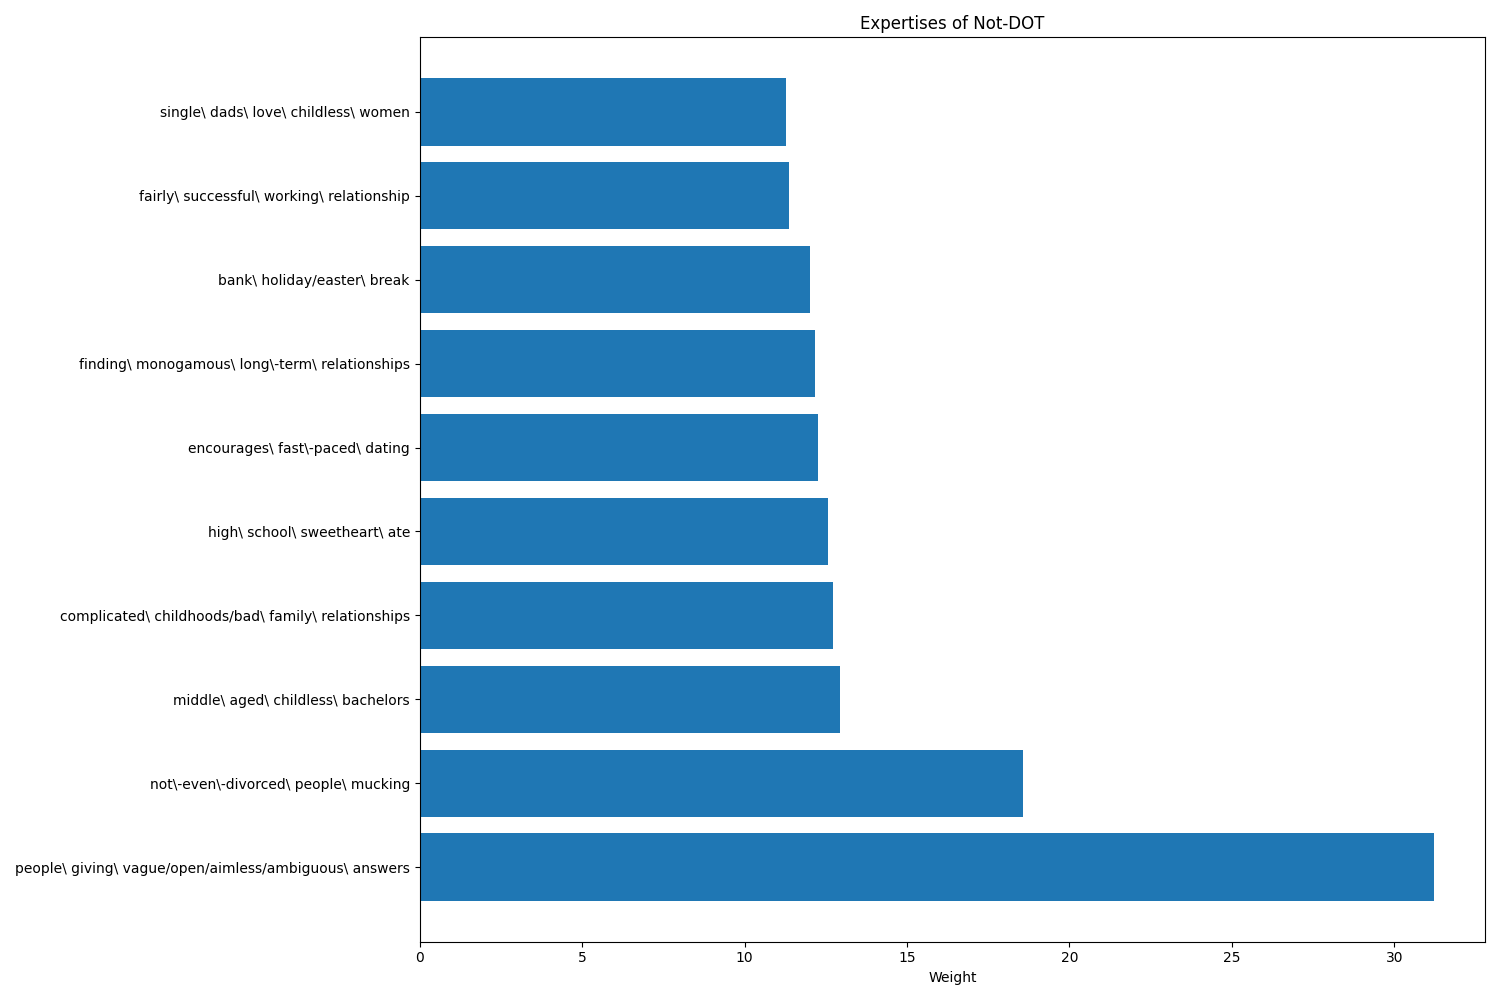 Expertises of Not-DOT
single\ dads\ love\ childless\ women
fairly\ successful\ working\ relationship
bank\ holiday/easter\ break
finding\ monogamous\ long\-term\ relationships
encourages\ fast\-paced\ dating
high\ school\ sweetheart\ ate
complicated\ childhoods/bad\ family\ relationships
middle\ aged\ childless\ bachelors
not\-even\-divorced\ people\ mucking
people\ giving\ vague/open/aimless/ambiguous\ answers
0 5 10 15 20 25 30
Weight